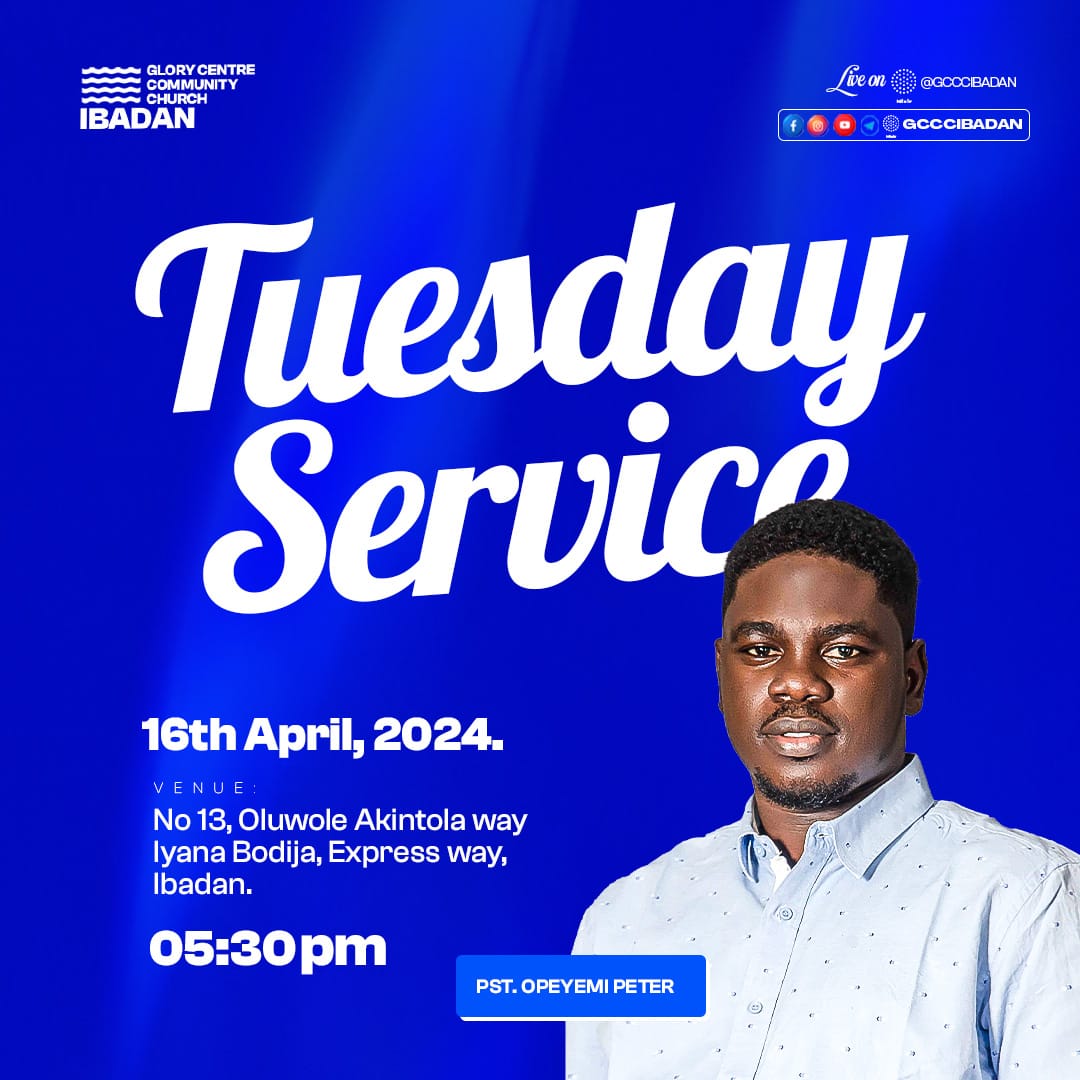 GLORY CENTRE
COMMUNITY
CHURCH
IBADAN
Live on @GCCCIBADAN
GCCCIBADAN
Tuesday
Service
16th April, 2024.
VENUE:
No 13, Oluwole Akintola way
Iyana Bodija, Express way,
Ibadan.
05:30pm
PST. OPEYEMI PETER